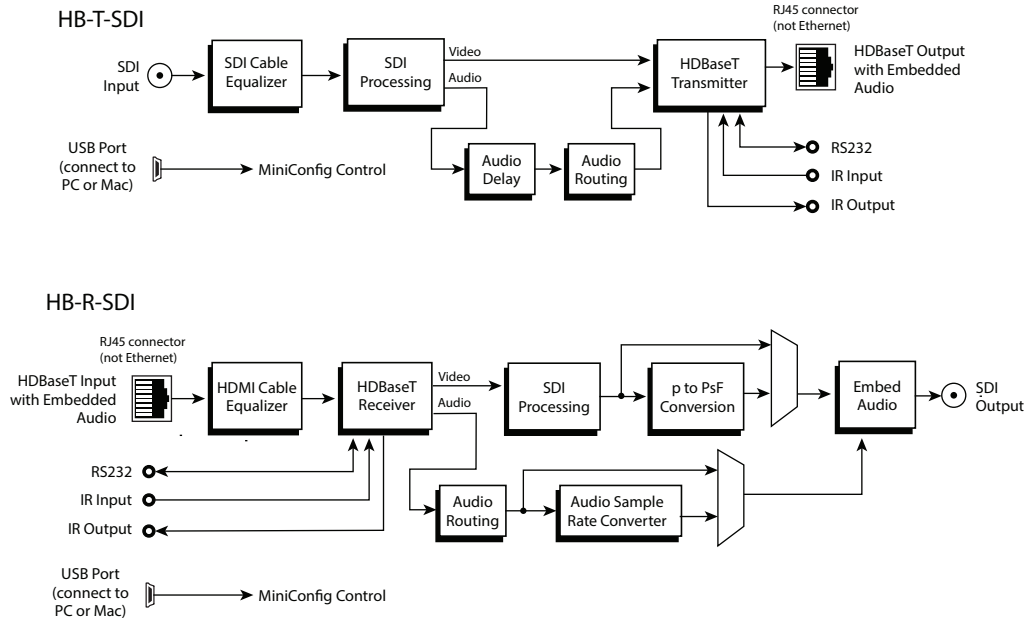 HB-T-SDI
SDI
Input
SDI Cable
Equalizer
SDI
Processing
Video
Audio
Audio
Delay
Audio
Routing
HDBaseT
Transmitter
RJ45 connector
(not Ethernet)
HDBaseT Output
with Embedded
Audio
RS232
IR Input
IR Output
USB Port
(connect to
PC or Mac)
MiniConfig Control
HB-R-SDI
RJ45 connector
(not Ethernet)
HDBaseT Input
with Embedded
Audio
HDMI Cable
Equalizer
HDBaseT
Receiver
Video
Audio
SDI
Processing
p to PsF
Conversion
Embed
Audio
SDI
Output
RS232
IR Input
IR Output
Audio
Routing
Audio Sample
Rate Converter
USB Port
(connect to
PC or Mac)
MiniConfig Control